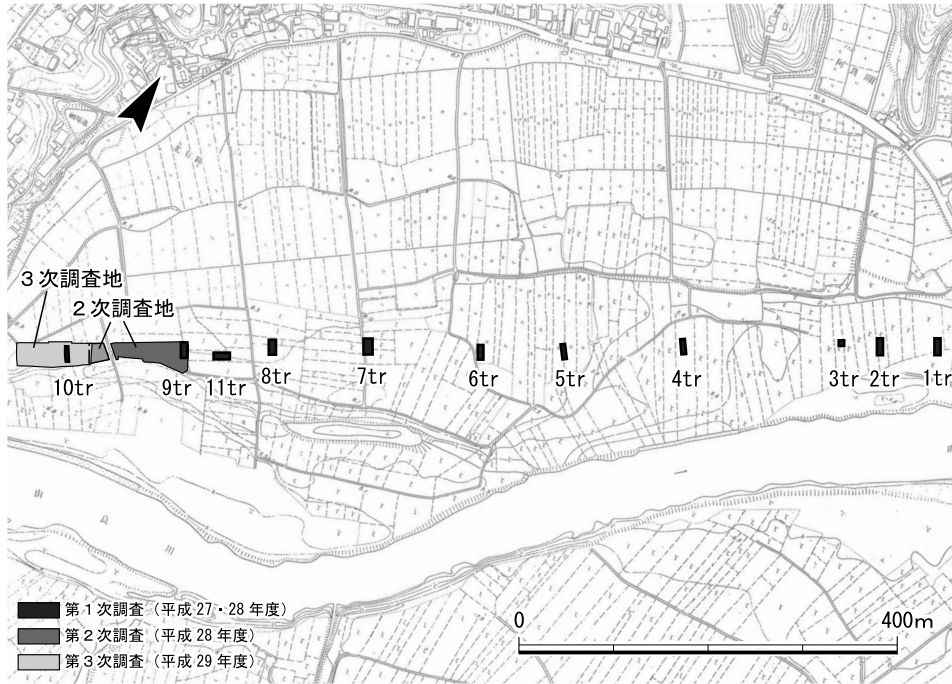 175
3次調査地
2次調査地
10tr
9tr
11tr
8tr
7tr
6tr
5tr
4tr
3tr
2tr
1tr
川
第1次調査（平成27・28年度）
第2次調査（平成28年度）
第3次調査（平成29年度）
0
400m